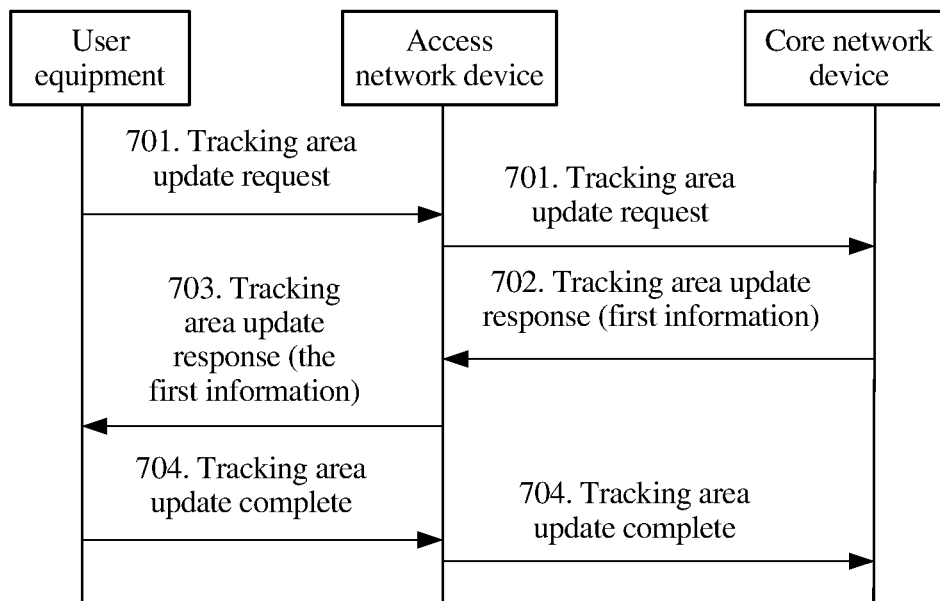 User
equipment
Access
network device
Core network
device
701. Tracking area
update request
701. Tracking area
update request
702. Tracking area update
response (first information)
703. Tracking
area update
response (the
first information)
704. Tracking area
update complete
704. Tracking area
update complete